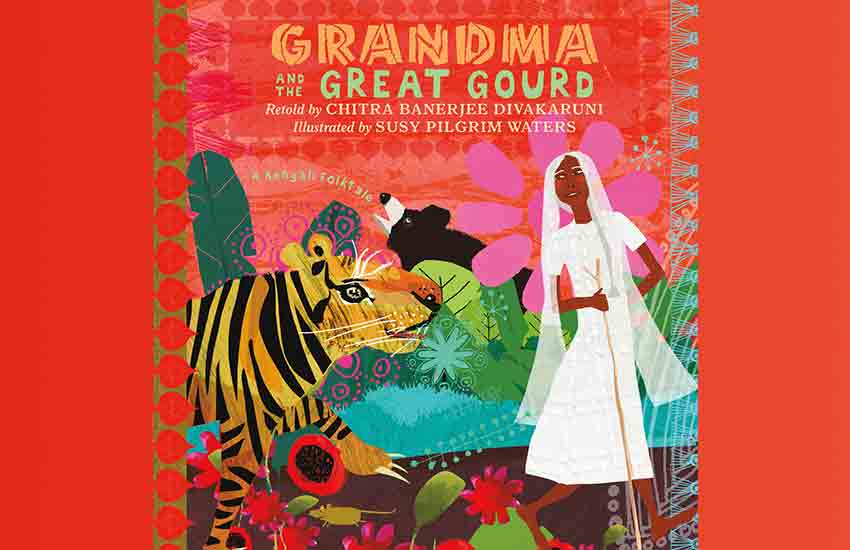 GRANDMA
AND THE GREAT GOURD
Retold by CHITRA BANERJEE DIVAKARUNI
Illustrated by SUSY PILGRIM WATERS
A Bengali Folktale